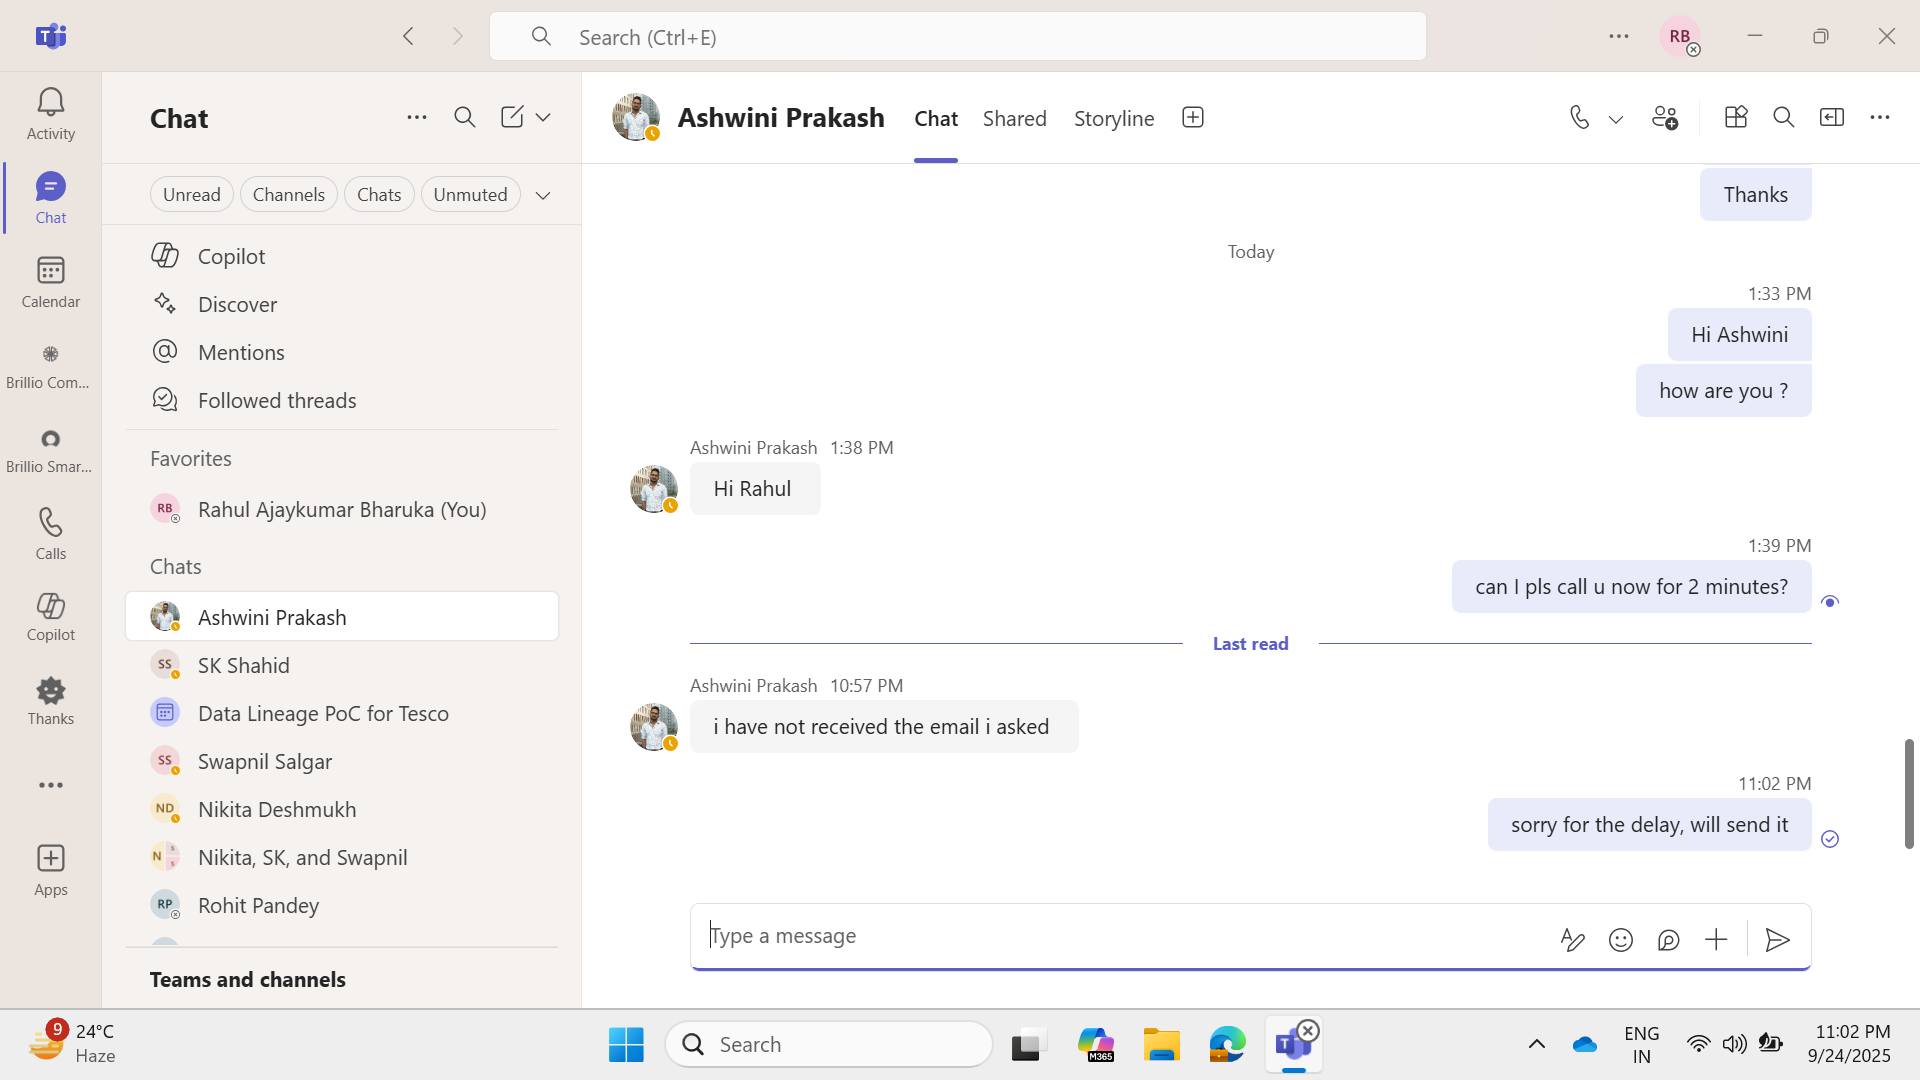 Search (Ctrl+E)
RB
Activity
Chat
Calendar
Brillio Com...
Brillio Smar...
Calls
Copilot
Thanks
Apps
Chat
Unread
Channels
Chats
Unmuted
Copilot
Discover
Mentions
Followed threads
Favorites
RB Rahul Ajaykumar Bharuka (You)
Chats
Ashwini Prakash
SS SK Shahid
Data Lineage PoC for Tesco
SS Swapnil Salgar
ND Nikita Deshmukh
N S S Nikita, SK, and Swapnil
RP Rohit Pandey
Teams and channels
Ashwini Prakash
Chat
Shared
Storyline
Thanks
Today
1:33 PM
Hi Ashwini
how are you ?
Ashwini Prakash 1:38 PM
Hi Rahul
1:39 PM
can I pls call u now for 2 minutes?
Last read
Ashwini Prakash 10:57 PM
i have not received the email i asked
11:02 PM
sorry for the delay, will send it
Type a message
9
24°C
Haze
Search
M365
ENG
IN
11:02 PM
9/24/2025